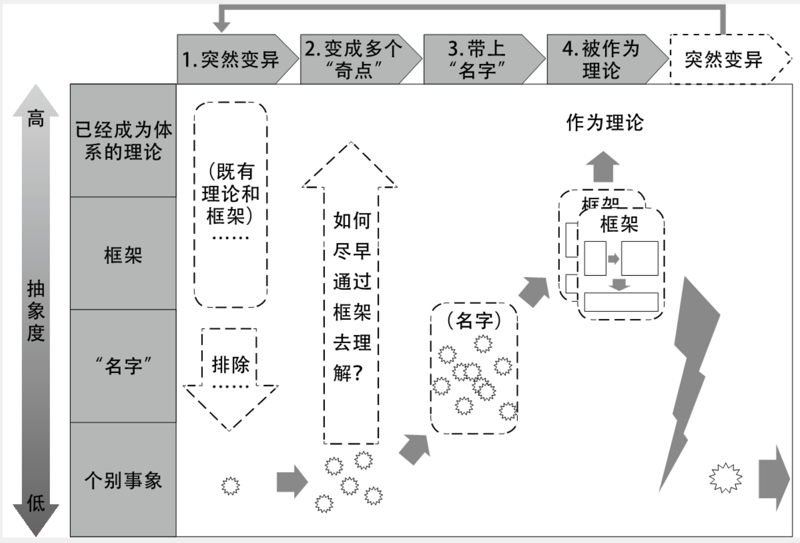 1.突然变异
2.变成多个
“奇点”
3.带上
“名字”
4.被作为
理论
突然变异
高
抽象度
低
已经成为体
系的理论
框架
“名字”
个别事象
（既有
理论和
框架）
……
排除
……
如何
尽早
通过
框架
去理
解？
（名字）
作为理论
框架
框架